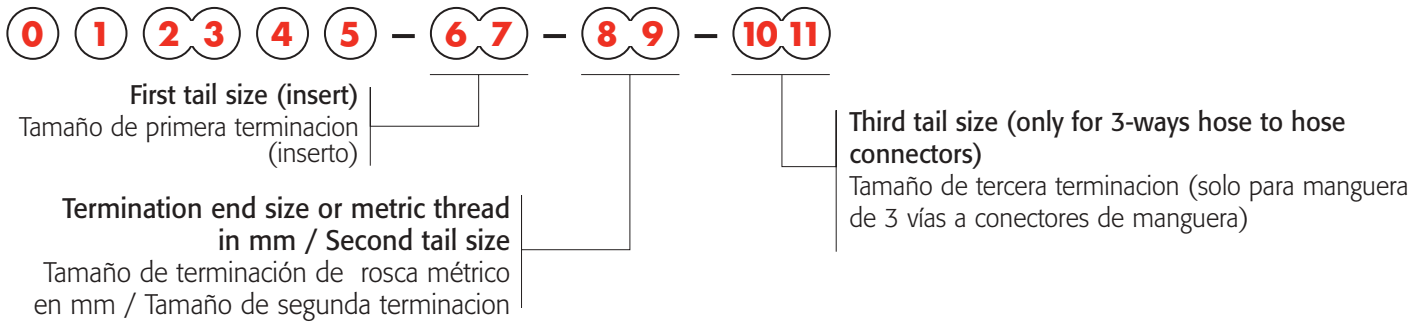 0 1 2 3 4 5 – 6 7 – 8 9 – 10 11
First tail size (insert)
Tamaño de primera terminacion
(inserto)
Termination end size or metric thread
in mm / Second tail size
Tamaño de terminación de rosca métrico
en mm / Tamaño de segunda terminacion
Third tail size (only for 3-ways hose to hose
connectors)
Tamaño de tercera terminacion (solo para manguera
de 3 vías a conectores de manguera)